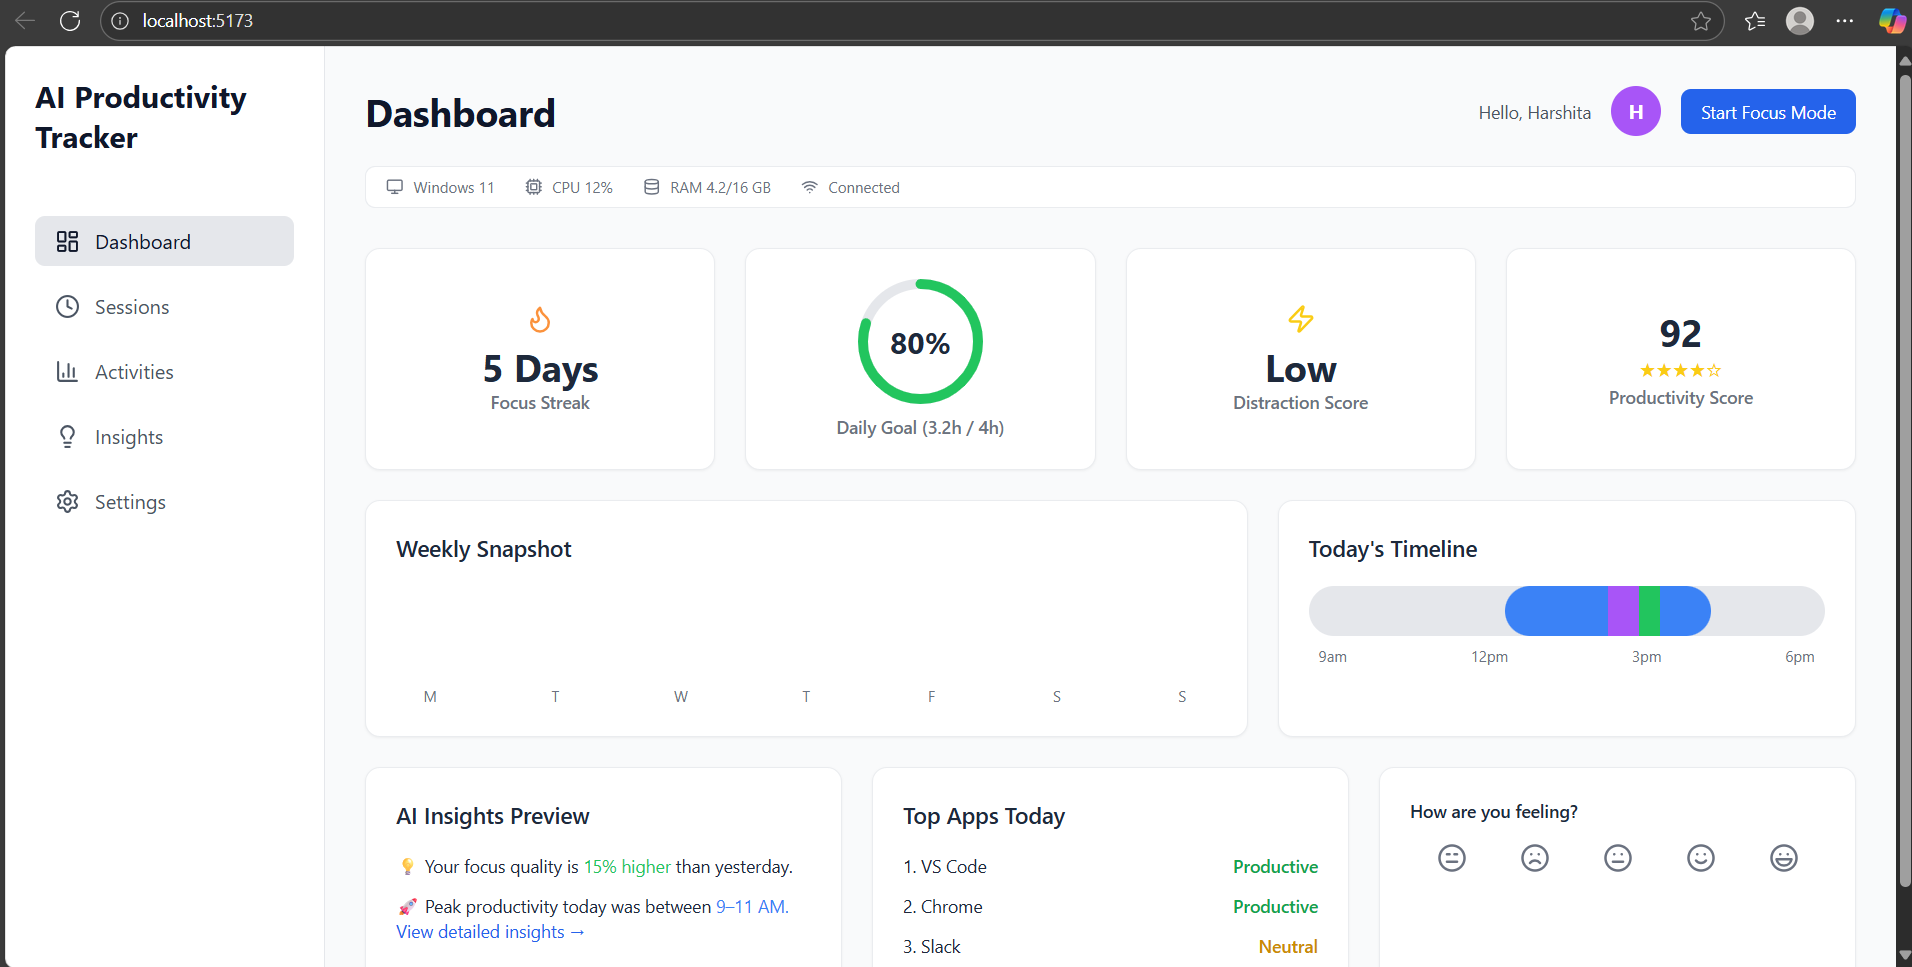 localhost:5173
AI Productivity
Tracker
Dashboard
Sessions
Activities
Insights
Settings
Dashboard
Hello, Harshita
H
Start Focus Mode
Windows 11
CPU 12%
RAM 4.2/16 GB
Connected
5 Days
Focus Streak
80%
Daily Goal (3.2h / 4h)
Low
Distraction Score
92
★★★★☆
Productivity Score
Weekly Snapshot
M T W T F S S
Today's Timeline
9am 12pm 3pm 6pm
AI Insights Preview
💡 Your focus quality is 15% higher than yesterday.
🚀 Peak productivity today was between 9–11 AM.
View detailed insights →
Top Apps Today
1. VS Code Productive
2. Chrome Productive
3. Slack Neutral
How are you feeling?